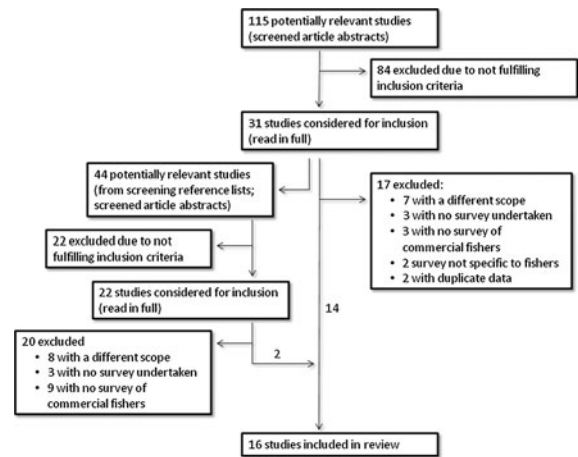 115 potentially relevant studies
(screened article abstracts)
84 excluded due to not fulfilling
inclusion criteria
31 studies considered for inclusion
(read in full)
44 potentially relevant studies
(from screening reference lists;
screened article abstracts)
17 excluded:
• 7 with a different scope
• 3 with no survey undertaken
• 3 with no survey of
commercial fishers
• 2 survey not specific to fishers
• 2 with duplicate data
22 excluded due to not
fulfilling inclusion criteria
22 studies considered for inclusion
(read in full)
14
20 excluded
• 8 with a different scope
• 3 with no survey undertaken
• 9 with no survey of
commercial fishers
2
16 studies included in review